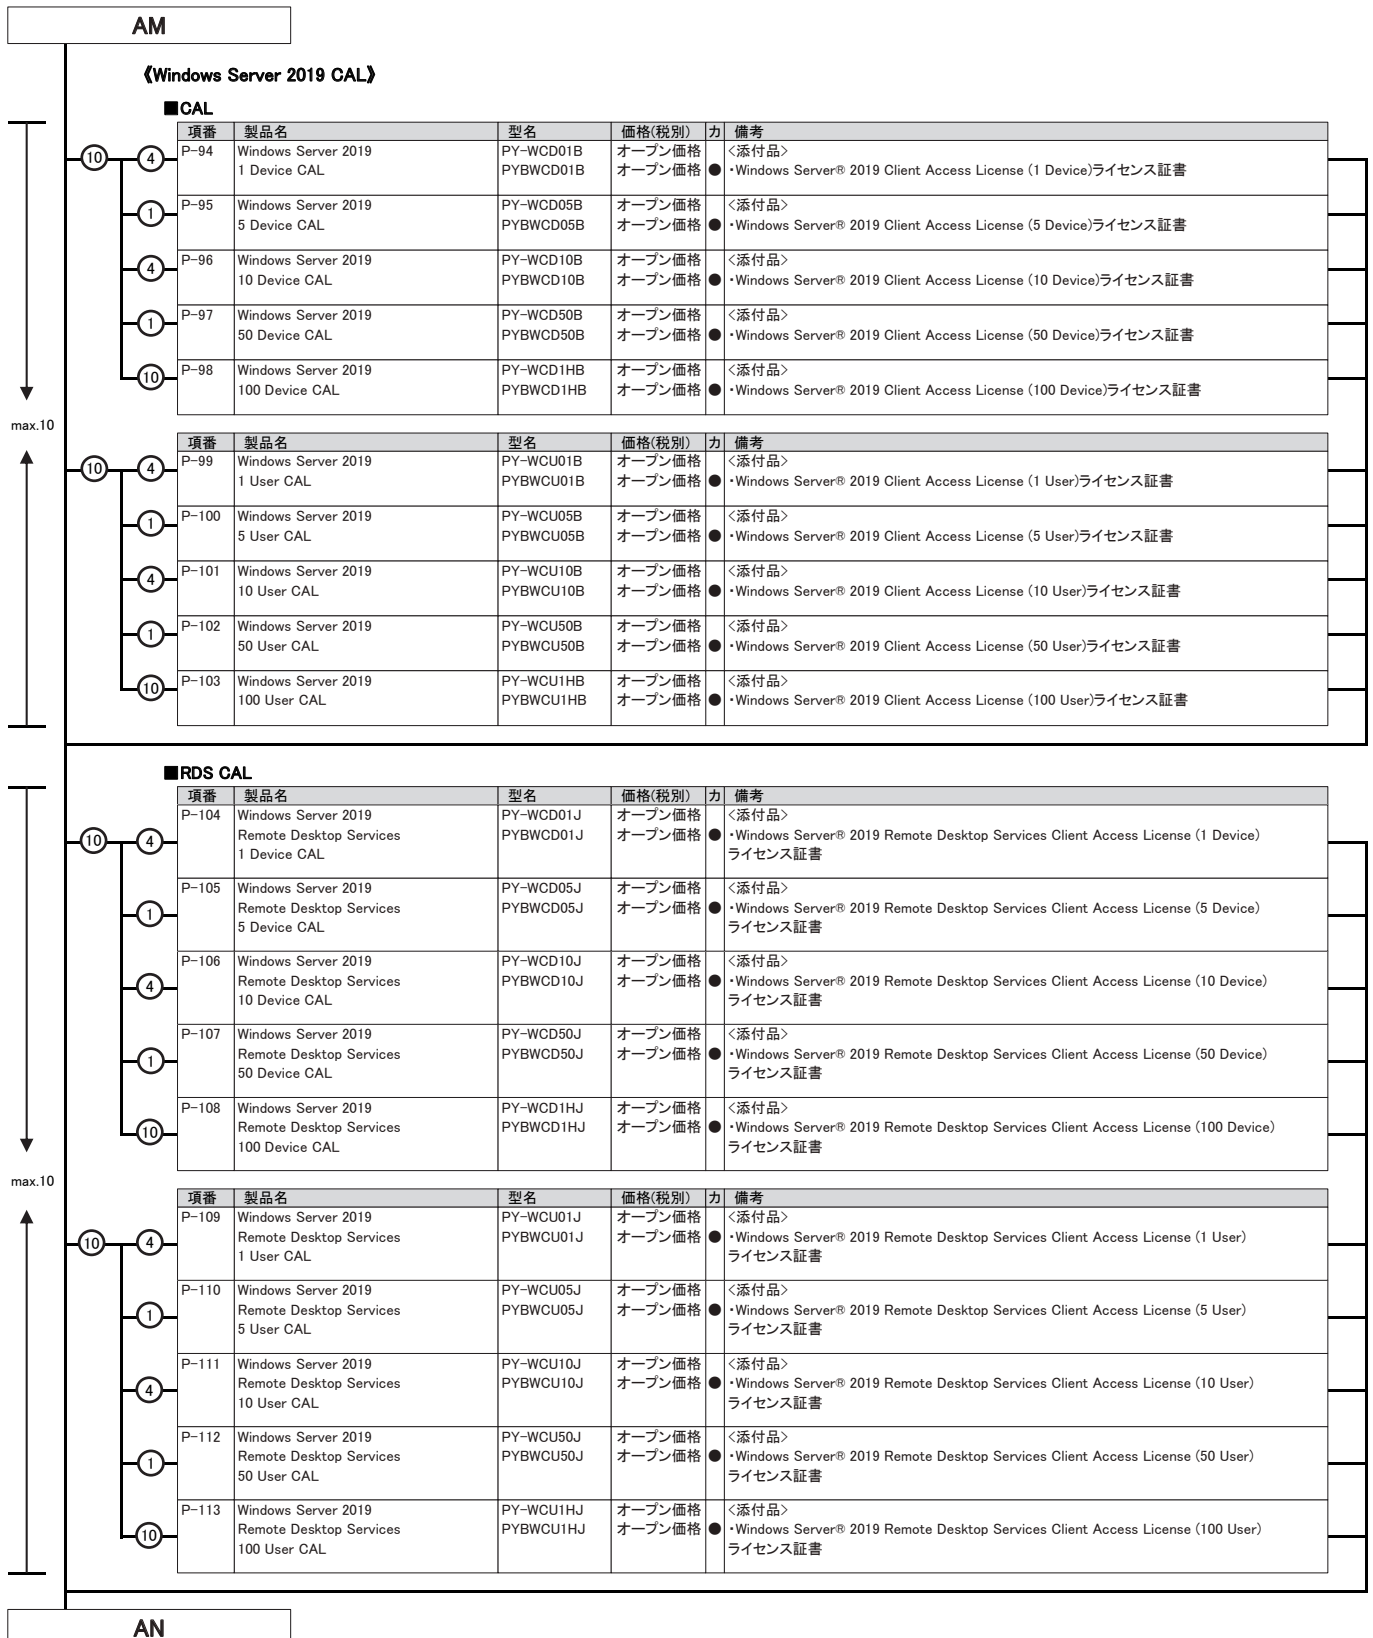 AM
《Windows Server 2019 CAL》
■CAL
項番 製品名 型名 価格(税別) カ 備考
10 4 P-94 Windows Server 2019 PY-WCD01B オープン価格 <添付品>
1 Device CAL PYBWCD01B オープン価格 ● ・Windows Server® 2019 Client Access License (1 Device)ライセンス証書
1 P-95 Windows Server 2019 PY-WCD05B オープン価格 <添付品>
5 Device CAL PYBWCD05B オープン価格 ● ・Windows Server® 2019 Client Access License (5 Device)ライセンス証書
4 P-96 Windows Server 2019 PY-WCD10B オープン価格 <添付品>
10 Device CAL PYBWCD10B オープン価格 ● ・Windows Server® 2019 Client Access License (10 Device)ライセンス証書
1 P-97 Windows Server 2019 PY-WCD50B オープン価格 <添付品>
50 Device CAL PYBWCD50B オープン価格 ● ・Windows Server® 2019 Client Access License (50 Device)ライセンス証書
10 P-98 Windows Server 2019 PY-WCD1HB オープン価格 <添付品>
100 Device CAL PYBWCD1HB オープン価格 ● ・Windows Server® 2019 Client Access License (100 Device)ライセンス証書
max.10
項番 製品名 型名 価格(税別) カ 備考
10 4 P-99 Windows Server 2019 PY-WCU01B オープン価格 <添付品>
1 User CAL PYBWCU01B オープン価格 ● ・Windows Server® 2019 Client Access License (1 User)ライセンス証書
1 P-100 Windows Server 2019 PY-WCU05B オープン価格 <添付品>
5 User CAL PYBWCU05B オープン価格 ● ・Windows Server® 2019 Client Access License (5 User)ライセンス証書
4 P-101 Windows Server 2019 PY-WCU10B オープン価格 <添付品>
10 User CAL PYBWCU10B オープン価格 ● ・Windows Server® 2019 Client Access License (10 User)ライセンス証書
1 P-102 Windows Server 2019 PY-WCU50B オープン価格 <添付品>
50 User CAL PYBWCU50B オープン価格 ● ・Windows Server® 2019 Client Access License (50 User)ライセンス証書
10 P-103 Windows Server 2019 PY-WCU1HB オープン価格 <添付品>
100 User CAL PYBWCU1HB オープン価格 ● ・Windows Server® 2019 Client Access License (100 User)ライセンス証書
■RDS CAL
項番 製品名 型名 価格(税別) カ 備考
P-104 Windows Server 2019 PY-WCD01J オープン価格 <添付品>
10 4 Remote Desktop Services PYBWCD01J オープン価格 ● ・Windows Server® 2019 Remote Desktop Services Client Access License (1 Device)
1 Device CAL ライセンス証書
P-105 Windows Server 2019 PY-WCD05J オープン価格 <添付品>
1 Remote Desktop Services PYBWCD05J オープン価格 ● ・Windows Server® 2019 Remote Desktop Services Client Access License (5 Device)
5 Device CAL ライセンス証書
P-106 Windows Server 2019 PY-WCD10J オープン価格 <添付品>
4 Remote Desktop Services PYBWCD10J オープン価格 ● ・Windows Server® 2019 Remote Desktop Services Client Access License (10 Device)
10 Device CAL ライセンス証書
P-107 Windows Server 2019 PY-WCD50J オープン価格 <添付品>
1 Remote Desktop Services PYBWCD50J オープン価格 ● ・Windows Server® 2019 Remote Desktop Services Client Access License (50 Device)
50 Device CAL ライセンス証書
P-108 Windows Server 2019 PY-WCD1HJ オープン価格 <添付品>
10 Remote Desktop Services PYBWCD1HJ オープン価格 ● ・Windows Server® 2019 Remote Desktop Services Client Access License (100 Device)
100 Device CAL ライセンス証書
max.10
項番 製品名 型名 価格(税別) カ 備考
P-109 Windows Server 2019 PY-WCU01J オープン価格 <添付品>
10 4 Remote Desktop Services PYBWCU01J オープン価格 ● ・Windows Server® 2019 Remote Desktop Services Client Access License (1 User)
1 User CAL ライセンス証書
P-110 Windows Server 2019 PY-WCU05J オープン価格 <添付品>
1 Remote Desktop Services PYBWCU05J オープン価格 ● ・Windows Server® 2019 Remote Desktop Services Client Access License (5 User)
5 User CAL ライセンス証書
P-111 Windows Server 2019 PY-WCU10J オープン価格 <添付品>
4 Remote Desktop Services PYBWCU10J オープン価格 ● ・Windows Server® 2019 Remote Desktop Services Client Access License (10 User)
10 User CAL ライセンス証書
P-112 Windows Server 2019 PY-WCU50J オープン価格 <添付品>
1 Remote Desktop Services PYBWCU50J オープン価格 ● ・Windows Server® 2019 Remote Desktop Services Client Access License (50 User)
50 User CAL ライセンス証書
P-113 Windows Server 2019 PY-WCU1HJ オープン価格 <添付品>
10 Remote Desktop Services PYBWCU1HJ オープン価格 ● ・Windows Server® 2019 Remote Desktop Services Client Access License (100 User)
100 User CAL ライセンス証書
AN